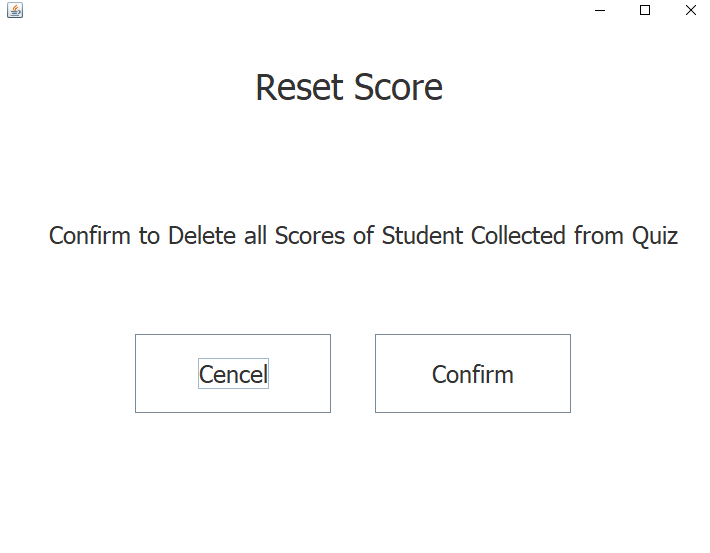 Reset Score
Confirm to Delete all Scores of Student Collected from Quiz
Cencel
Confirm